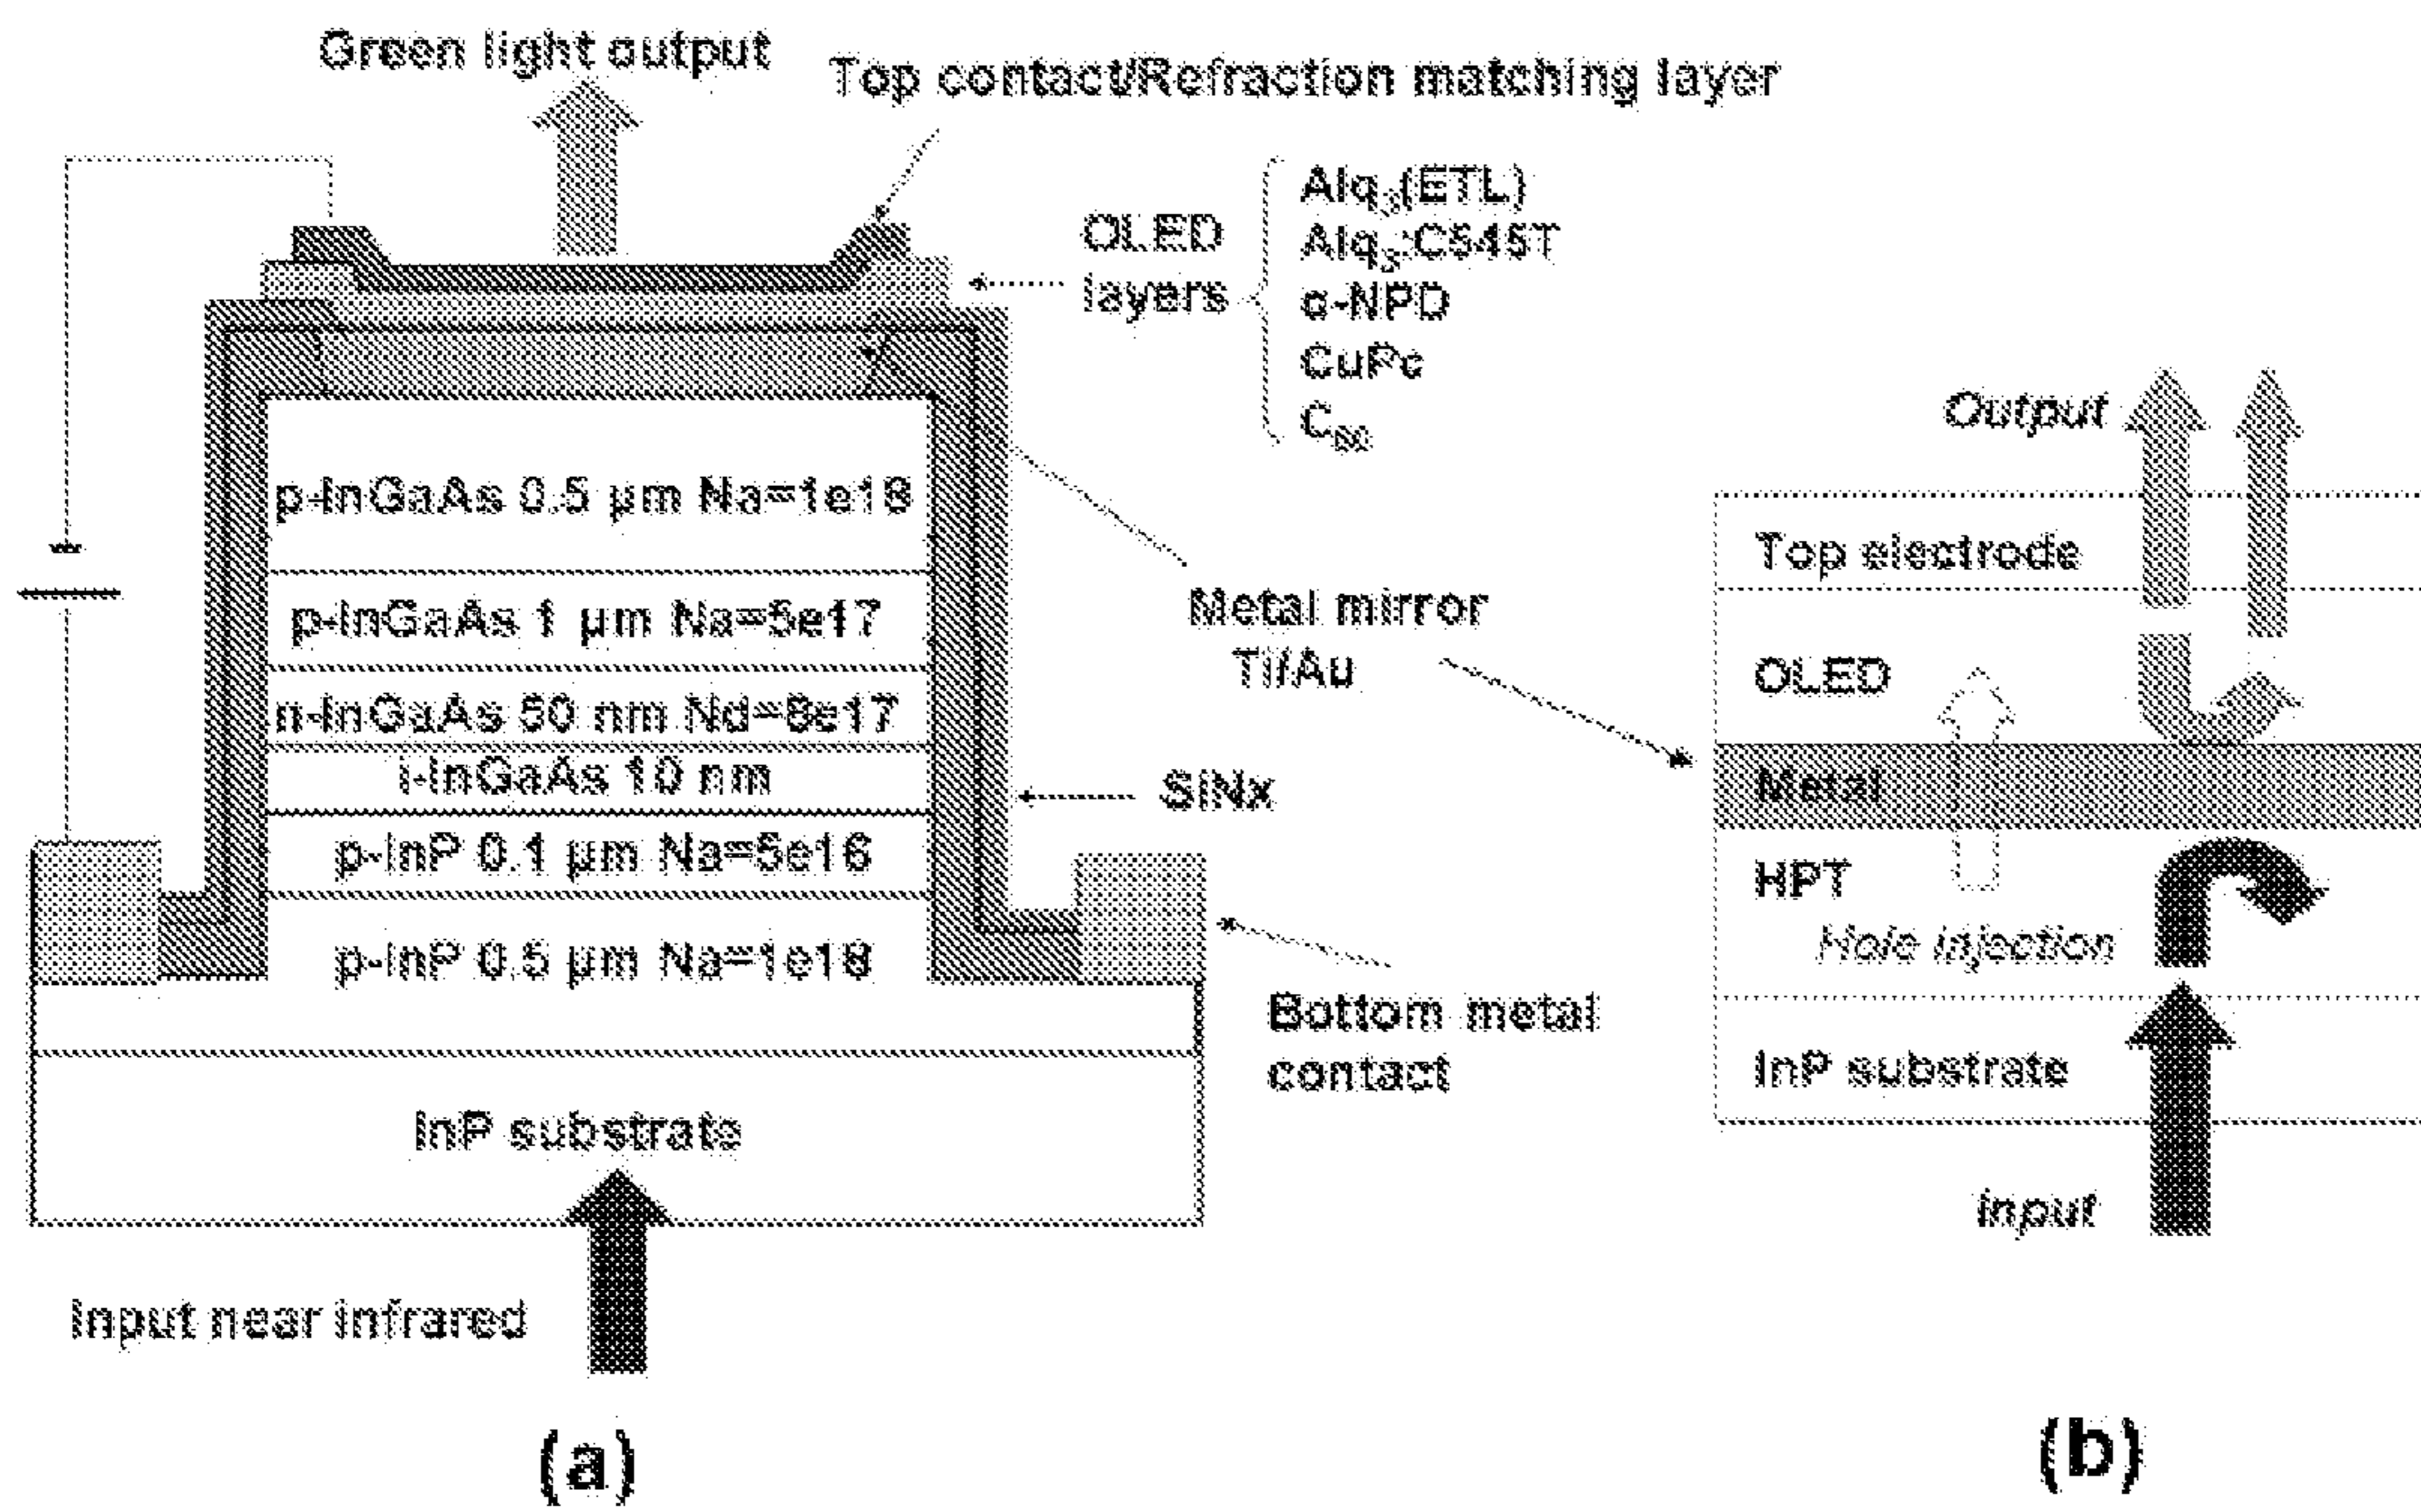 Green light output
Top contact/Refraction matching layer
OLED
layers
Alq3(ETL)
Alq3:C545T
α-NPD
CuPc
C60
p-InGaAs 0.5 μm Na=1e18
p-InGaAs 1 μm Na=5e17
n-InGaAs 50 nm Nd=8e17
i-InGaAs 10 nm
p-InP 0.1 μm Na=5e16
p-InP 0.5 μm Na=1e18
InP substrate
Input near infrared
Metal mirror
Ti/Au
SiNx
Bottom metal
contact
(a)
Output
Top electrode
OLED
Metal
HPT
Hole injection
InP substrate
input
(b)